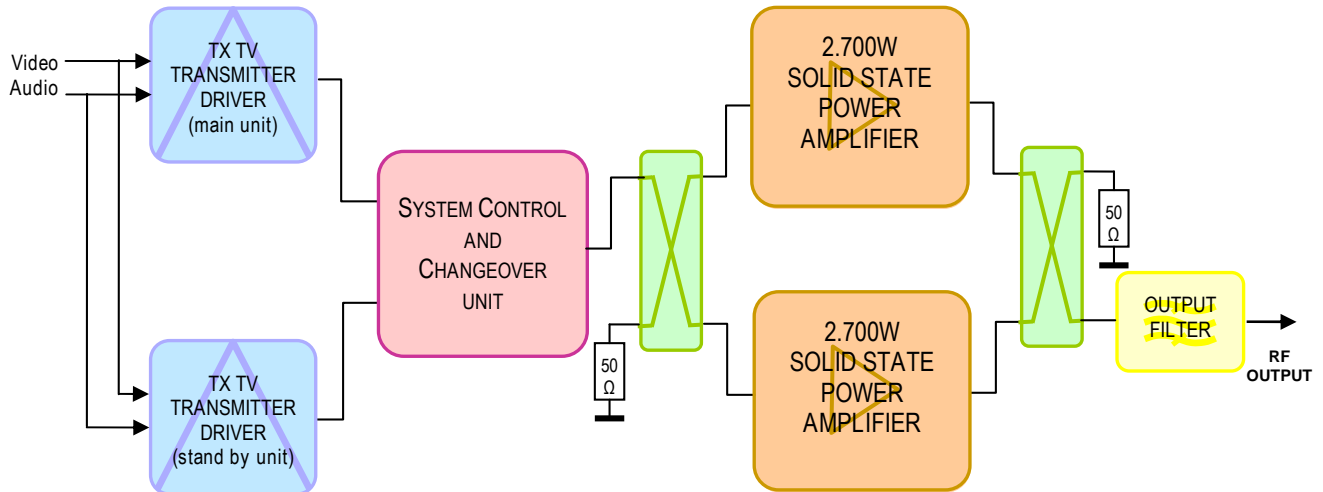 Video
Audio
TX TV
TRANSMITTER
DRIVER
(main unit)
TX TV
TRANSMITTER
DRIVER
(stand by unit)
SYSTEM CONTROL
AND
CHANGEOVER
UNIT
50
Ω
2.700W
SOLID STATE
POWER
AMPLIFIER
2.700W
SOLID STATE
POWER
AMPLIFIER
50
Ω
OUTPUT
FILTER
RF
OUTPUT